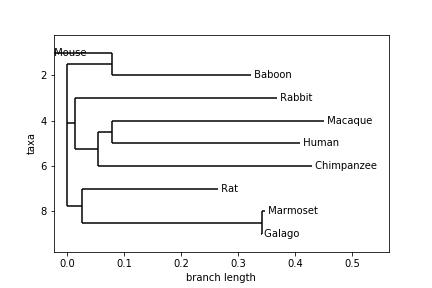 Mouse
2
Baboon
Rabbit
4
Macaque
taxa
Human
6
Chimpanzee
Rat
8
Marmoset
Galago
0.0 0.1 0.2 0.3 0.4 0.5
branch length